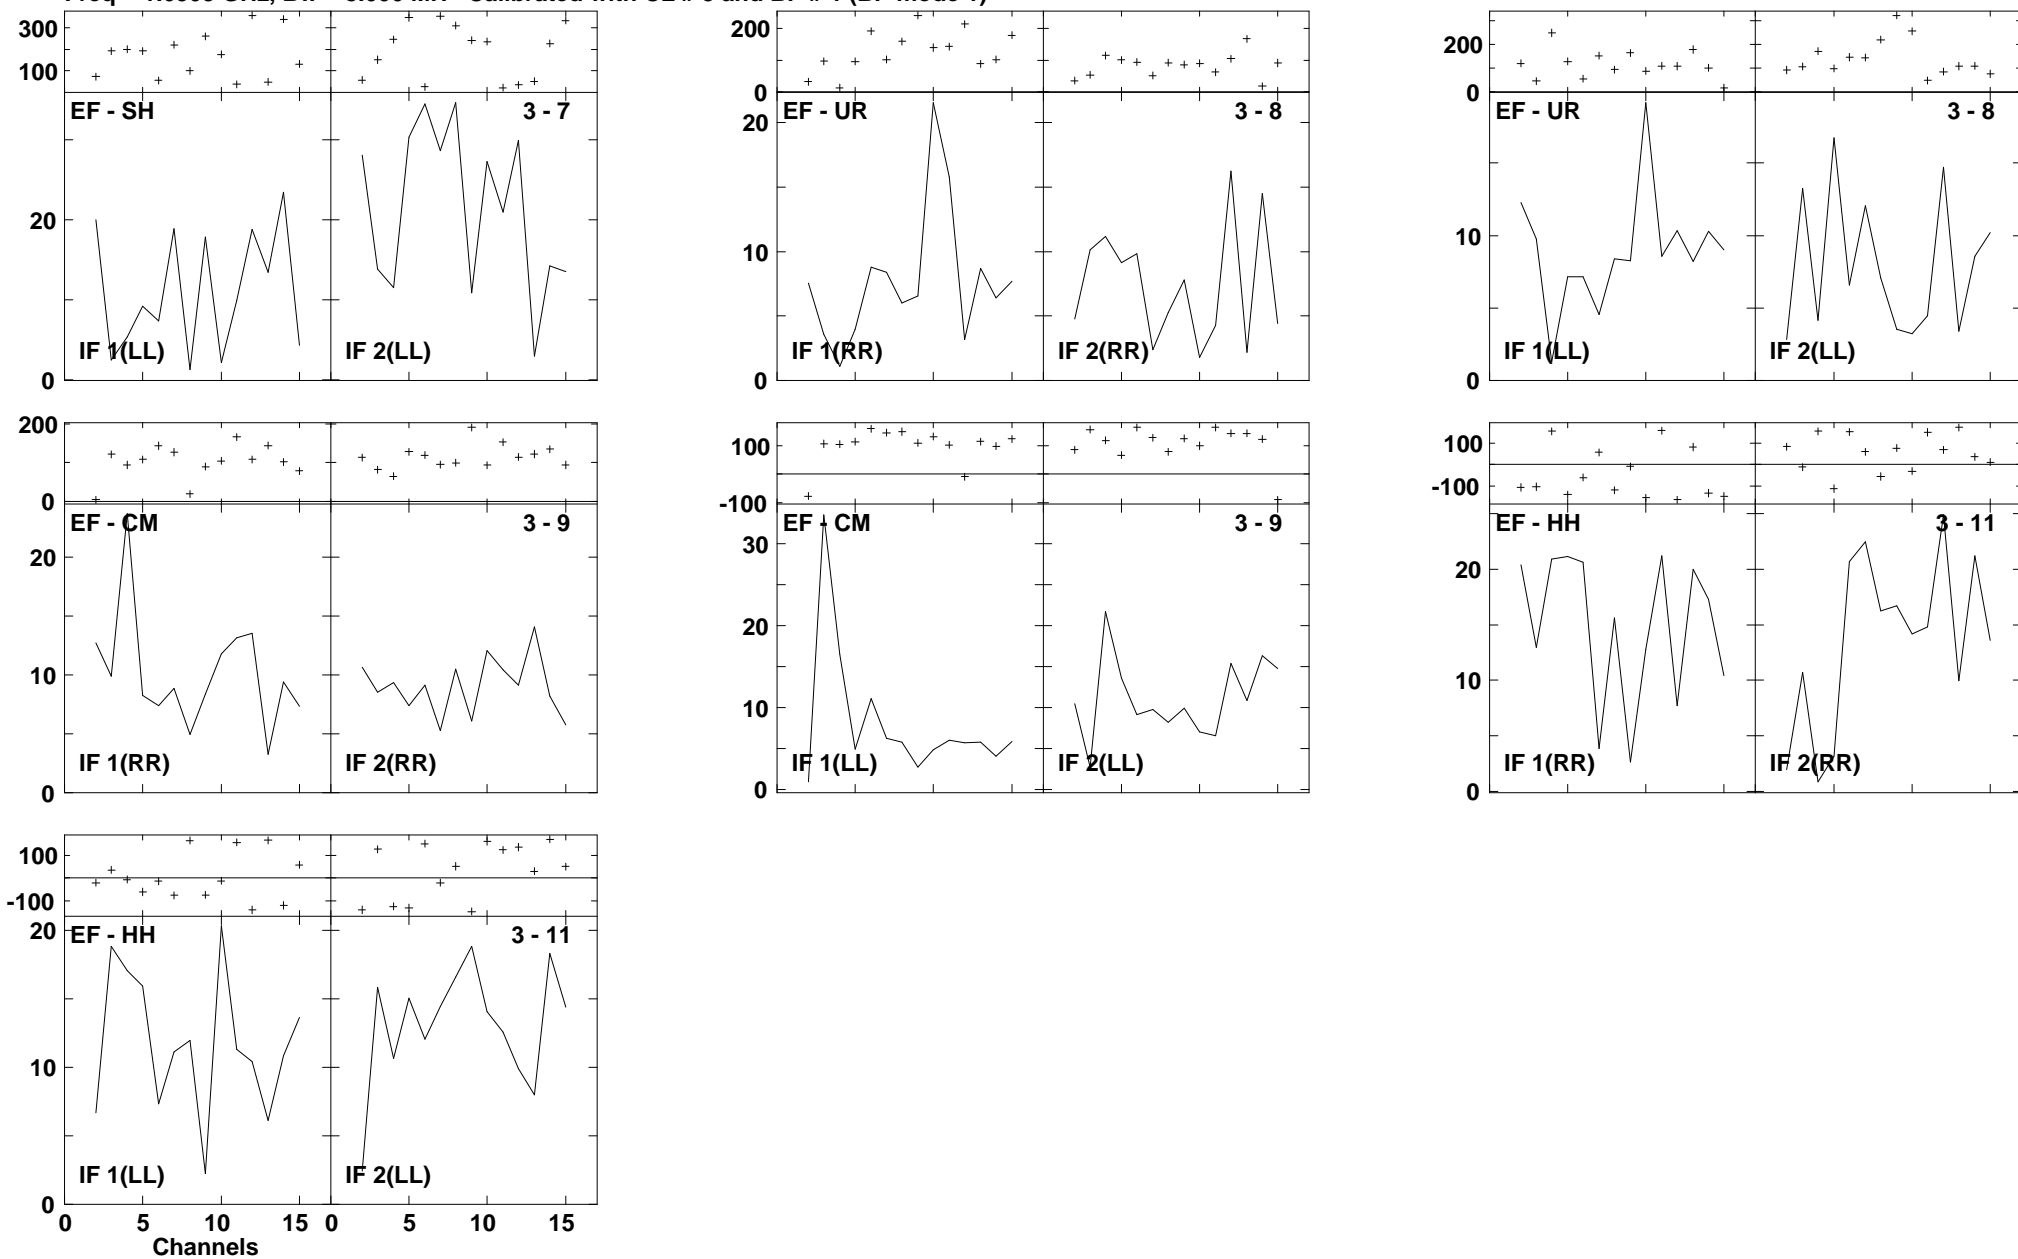 300
100
EF - SH
3 - 7
20
0
IF 1(LL)
IF 2(LL)
200
0
EF - UR
3 - 8
20
10
0
IF 1(RR)
IF 2(RR)
200
0
EF - UR
3 - 8
10
0
IF 1(LL)
IF 2(LL)
200
0
EF - CM
3 - 9
20
10
0
IF 1(RR)
IF 2(RR)
100
-100
EF - CM
3 - 9
30
20
10
0
IF 1(LL)
IF 2(LL)
100
-100
EF - HH
3 - 11
20
10
0
IF 1(RR)
IF 2(RR)
100
-100
EF - HH
3 - 11
20
10
0
IF 1(LL)
IF 2(LL)
0 5 10 15 0 5 10 15
Channels